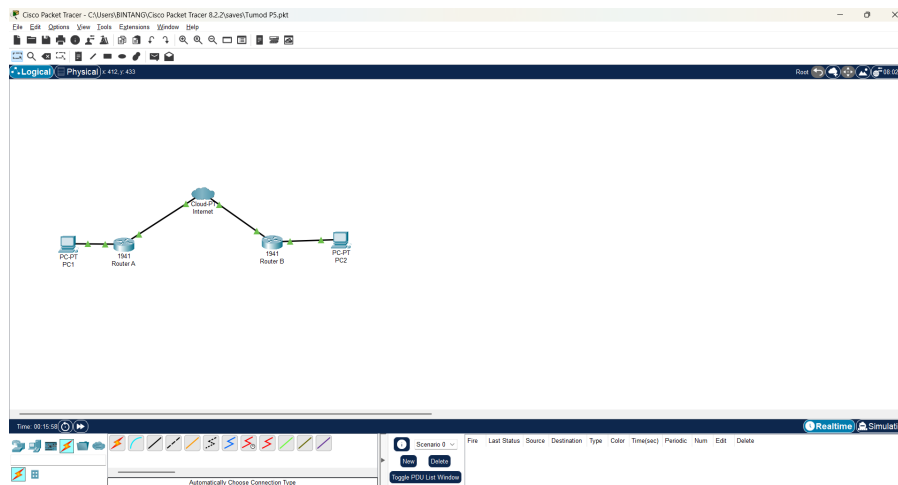 Cisco Packet Tracer - C:\Users\BINTANG\Cisco Packet Tracer 8.2.2\saves\Tumod P5.pkt
File Edit Options View Tools Extensions Window Help
Logical Physical x: 412, y: 433 Root 08:02
Cloud-PT
Internet
PC-PT
PC1
1941
Router A
1941
Router B
PC-PT
PC2
Time: 00:15:58 Realtime Simulati
Scenario 0 Fire Last Status Source Destination Type Color Time(sec) Periodic Num Edit Delete
New Delete
Toggle PDU List Window
Automatically Choose Connection Type